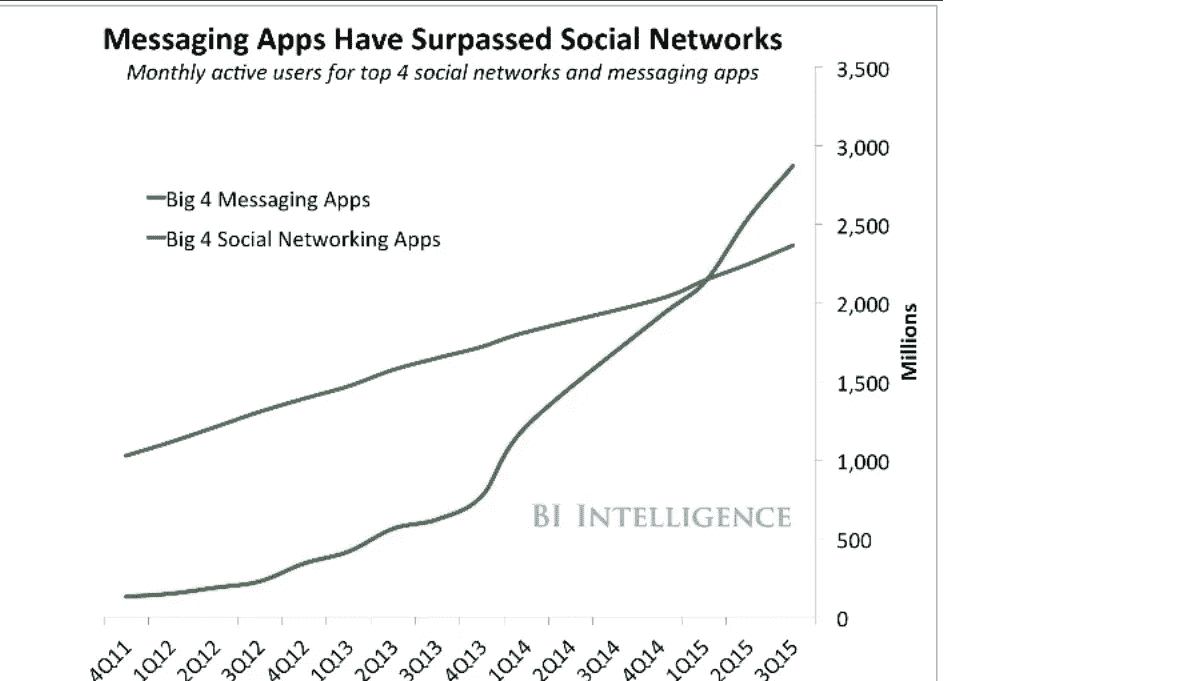 Messaging Apps Have Surpassed Social Networks
Monthly active users for top 4 social networks and messaging apps
Big 4 Messaging Apps
Big 4 Social Networking Apps
3,500
3,000
2,500
2,000
1,500
1,000
500
0
Millions
BI INTELLIGENCE
4Q11
1Q12
2Q12
3Q12
4Q12
1Q13
2Q13
3Q13
4Q13
1Q14
2Q14
3Q14
4Q14
1Q15
2Q15
3Q15